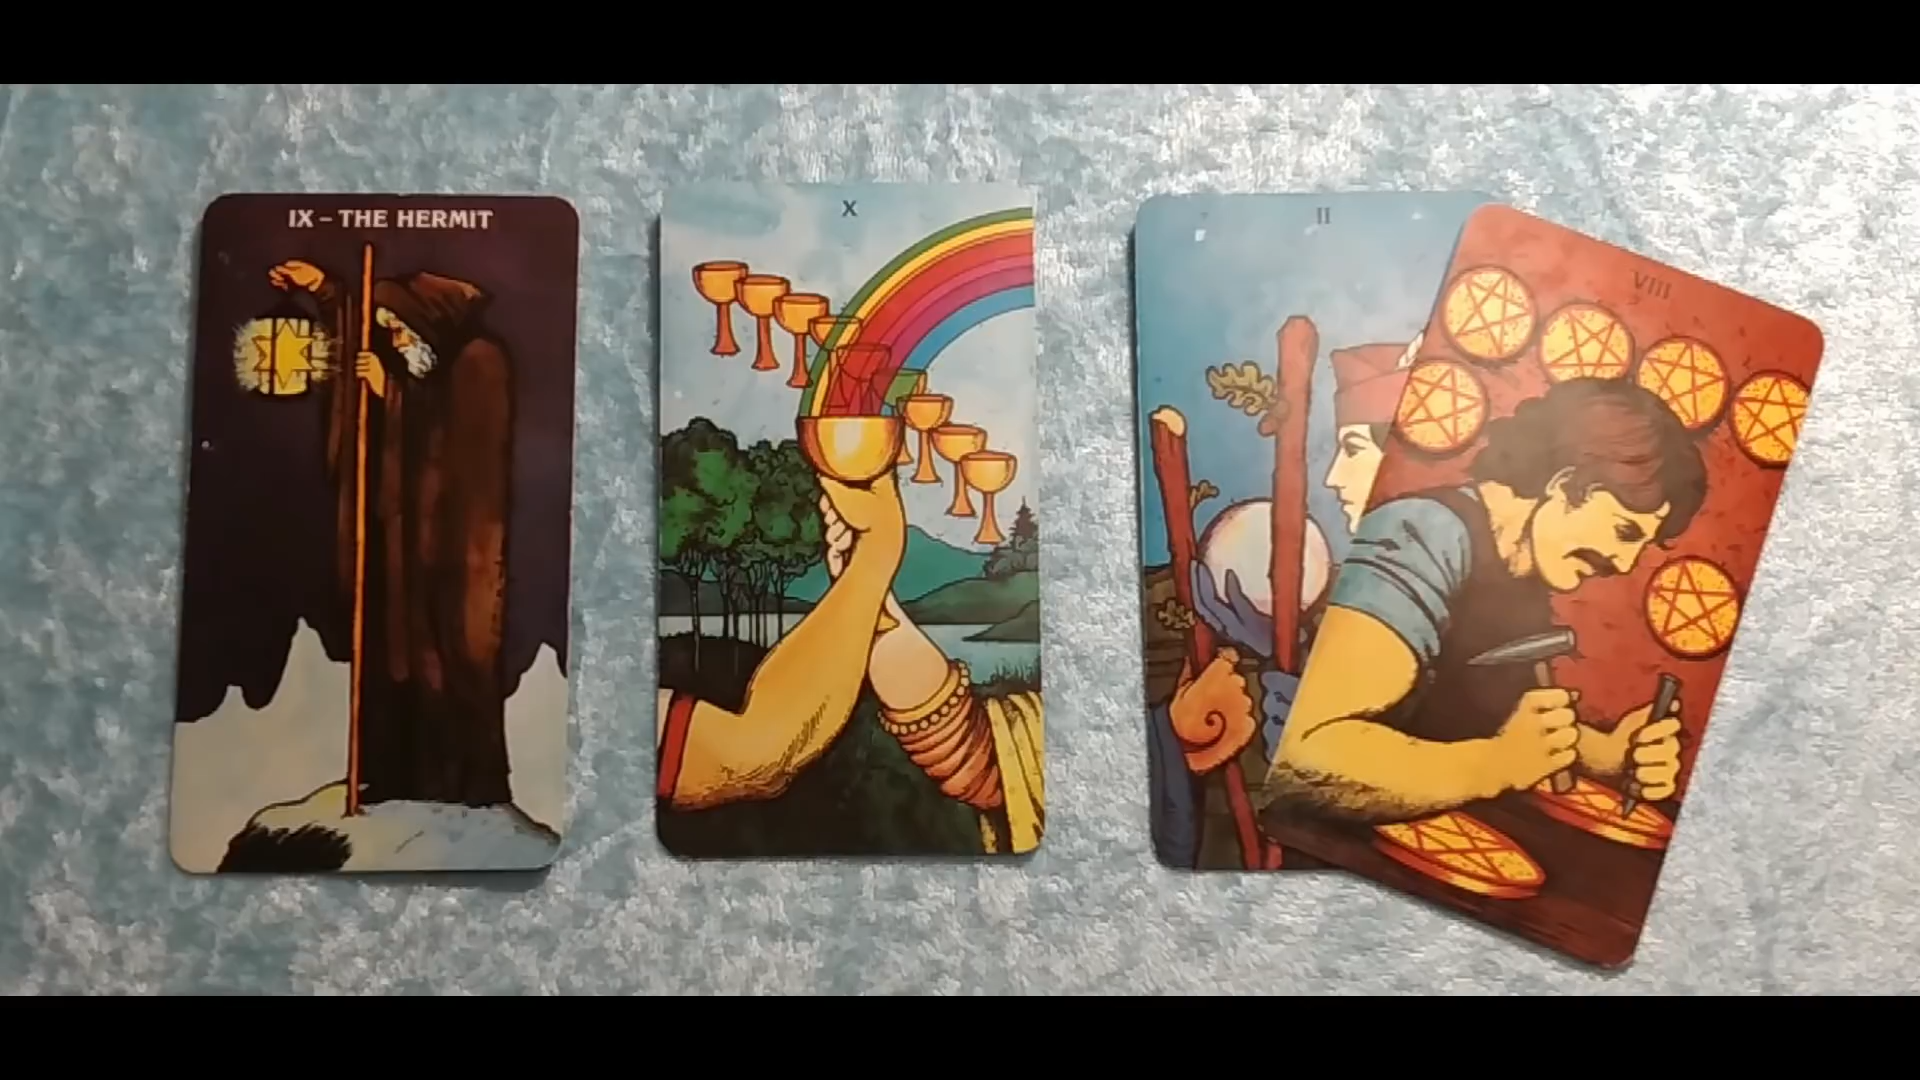 IX – THE HERMIT
X
II
VIII